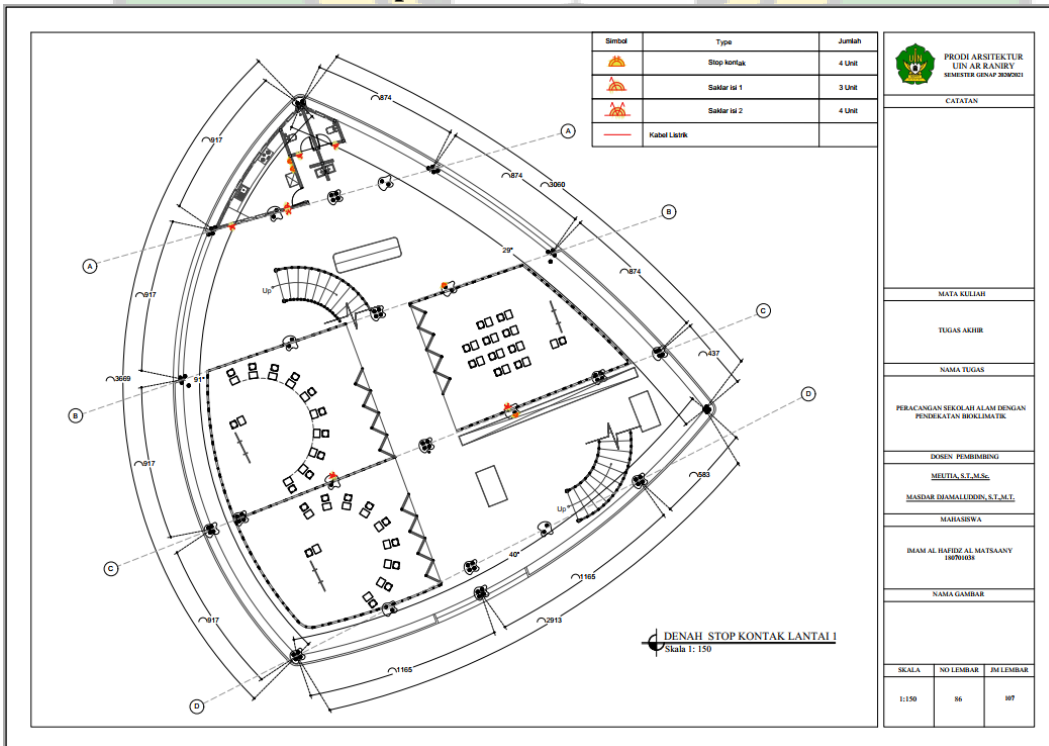 Simbol Type Jumlah
Stop kontak 4 Unit
Saklar isi 1 3 Unit
Saklar isi 2 4 Unit
Kabel Listrik
874
917
A
874
3060
B
29°
874
A
Up
917
C
437
3669
91°
B
D
917
583
Up
C
40°
1165
917
2913
1165
D
DENAH STOP KONTAK LANTAI 1
Skala 1: 150
UIN
PRODI ARSITEKTUR
UIN AR RANIRY
SEMESTER GENAP 2020/2021
CATATAN
MATA KULIAH
TUGAS AKHIR
NAMA TUGAS
PERACANGAN SEKOLAH ALAM DENGAN
PENDEKATAN BIOKLIMATIK
DOSEN PEMBIMBING
MEUTIA, S.T.,M.Sc.
MASDAR DJAMALUDDIN, S.T.,M.T.
MAHASISWA
IMAM AL HAFIDZ AL MATSAANY
180701038
NAMA GAMBAR
SKALA NO LEMBAR JM LEMBAR
1:150 86 107